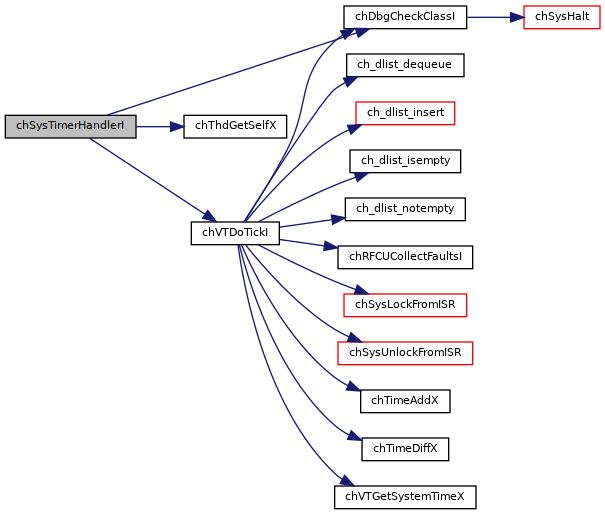 chSysTimerHandlerI
chDbgCheckClassI
chSysHalt
chThdGetSelfX
chVTDoTickI
ch_dlist_dequeue
ch_dlist_insert
ch_dlist_isempty
ch_dlist_notempty
chRFCUCollectFaultsI
chSysLockFromISR
chSysUnlockFromISR
chTimeAddX
chTimeDiffX
chVTGetSystemTimeX